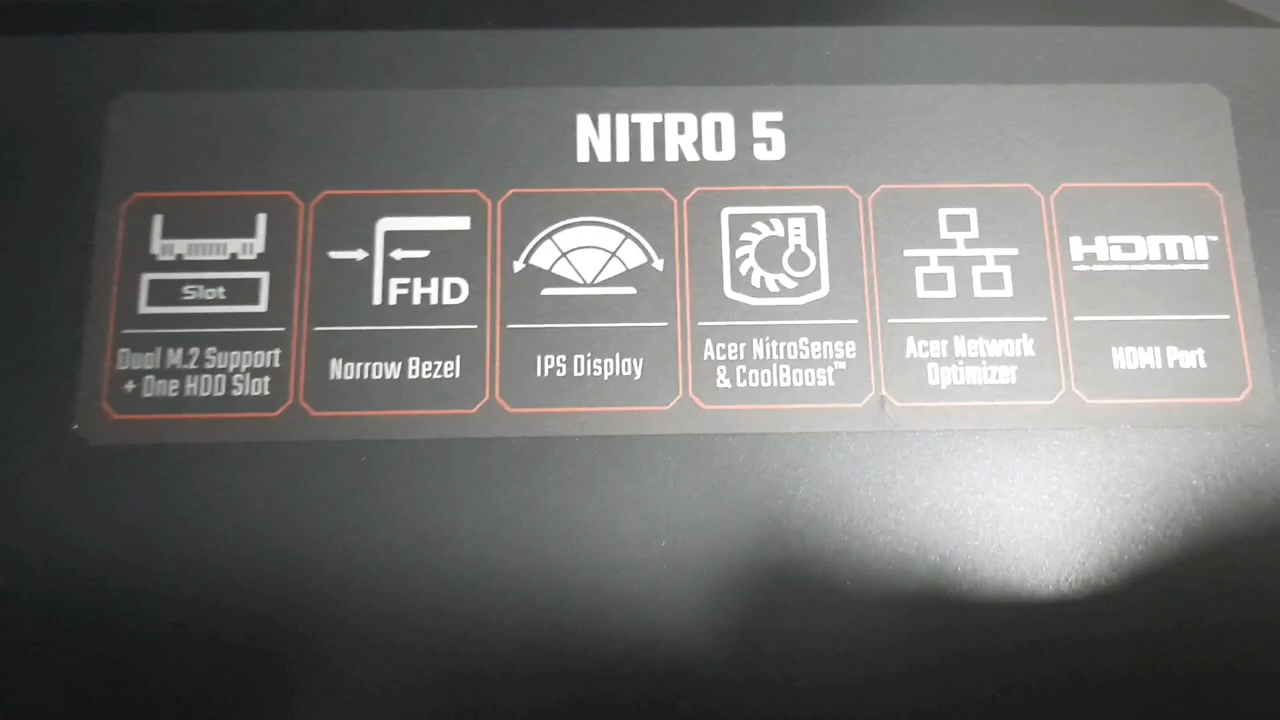 NITRO 5
Slot
Dual M.2 Support
+ One HDD Slot
FHD
Narrow Bezel
IPS Display
Acer NitroSense
& CoolBoost™
Acer Network
Optimizer
HDMI™
HDMI Port